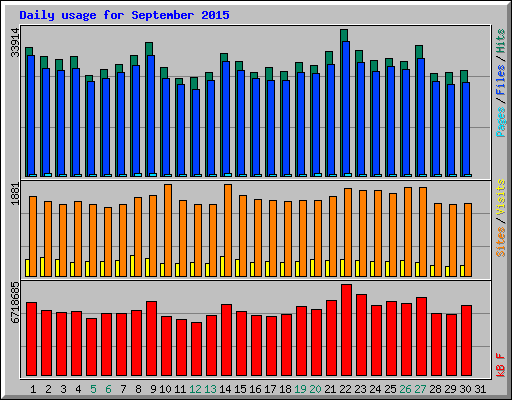 Daily usage for September 2015
33914
Pages / Files / Hits
1881
Sites / Visits
6718685
kB F
1 2 3 4 5 6 7 8 9 10 11 12 13 14 15 16 17 18 19 20 21 22 23 24 25 26 27 28 29 30 31